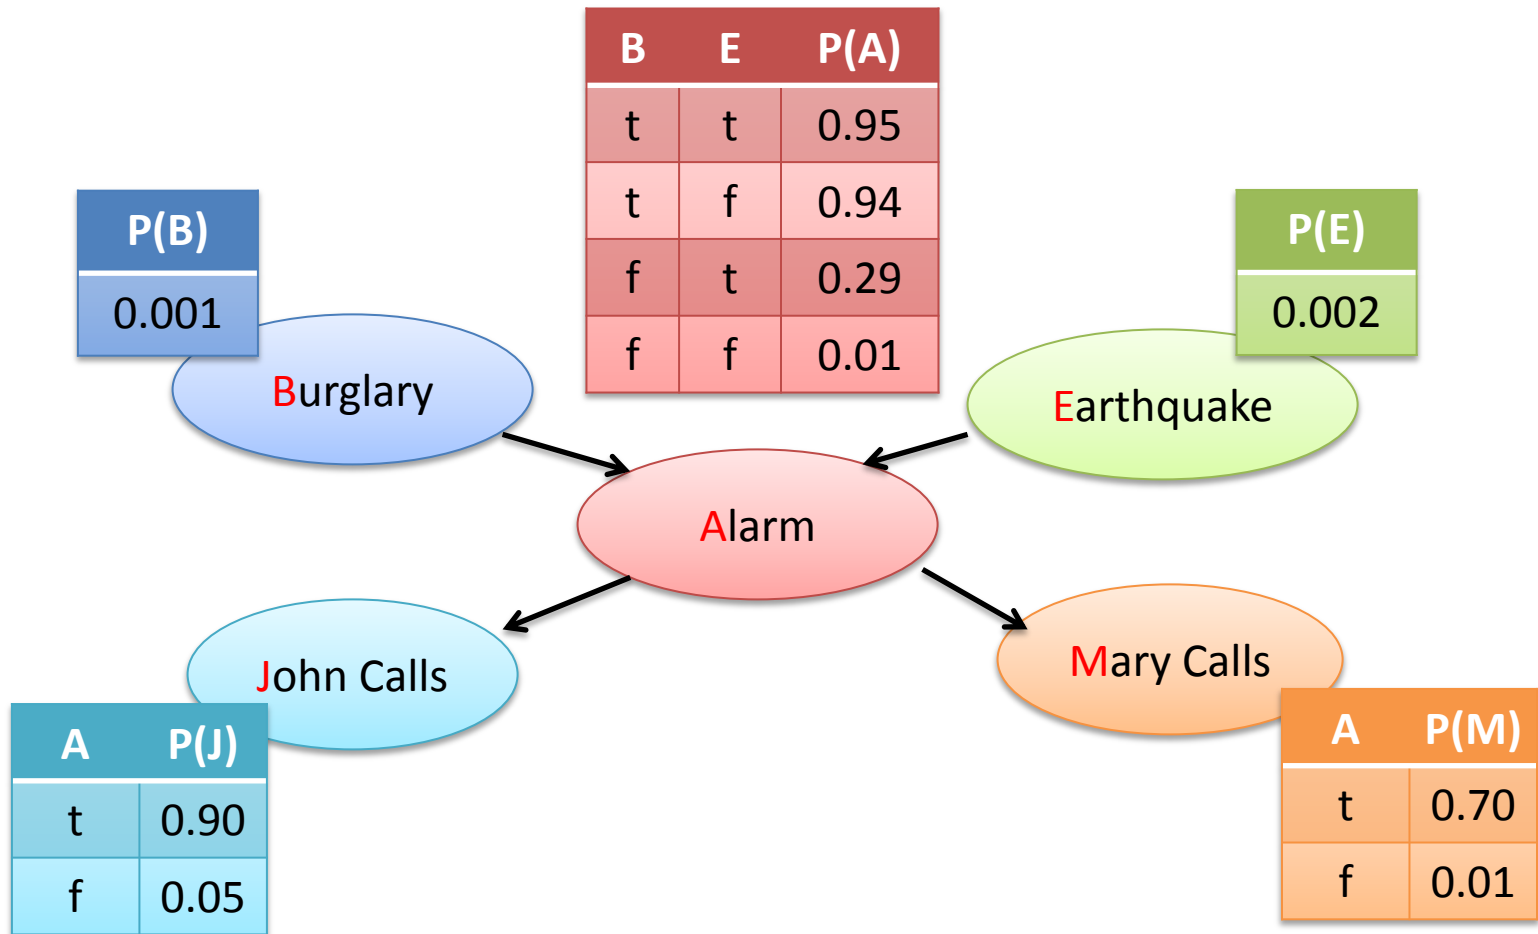 B E P(A)
t t 0.95
t f 0.94
f t 0.29
f f 0.01
P(B)
0.001
P(E)
0.002
Burglary
Earthquake
Alarm
John Calls
Mary Calls
A P(J)
t 0.90
f 0.05
A P(M)
t 0.70
f 0.01